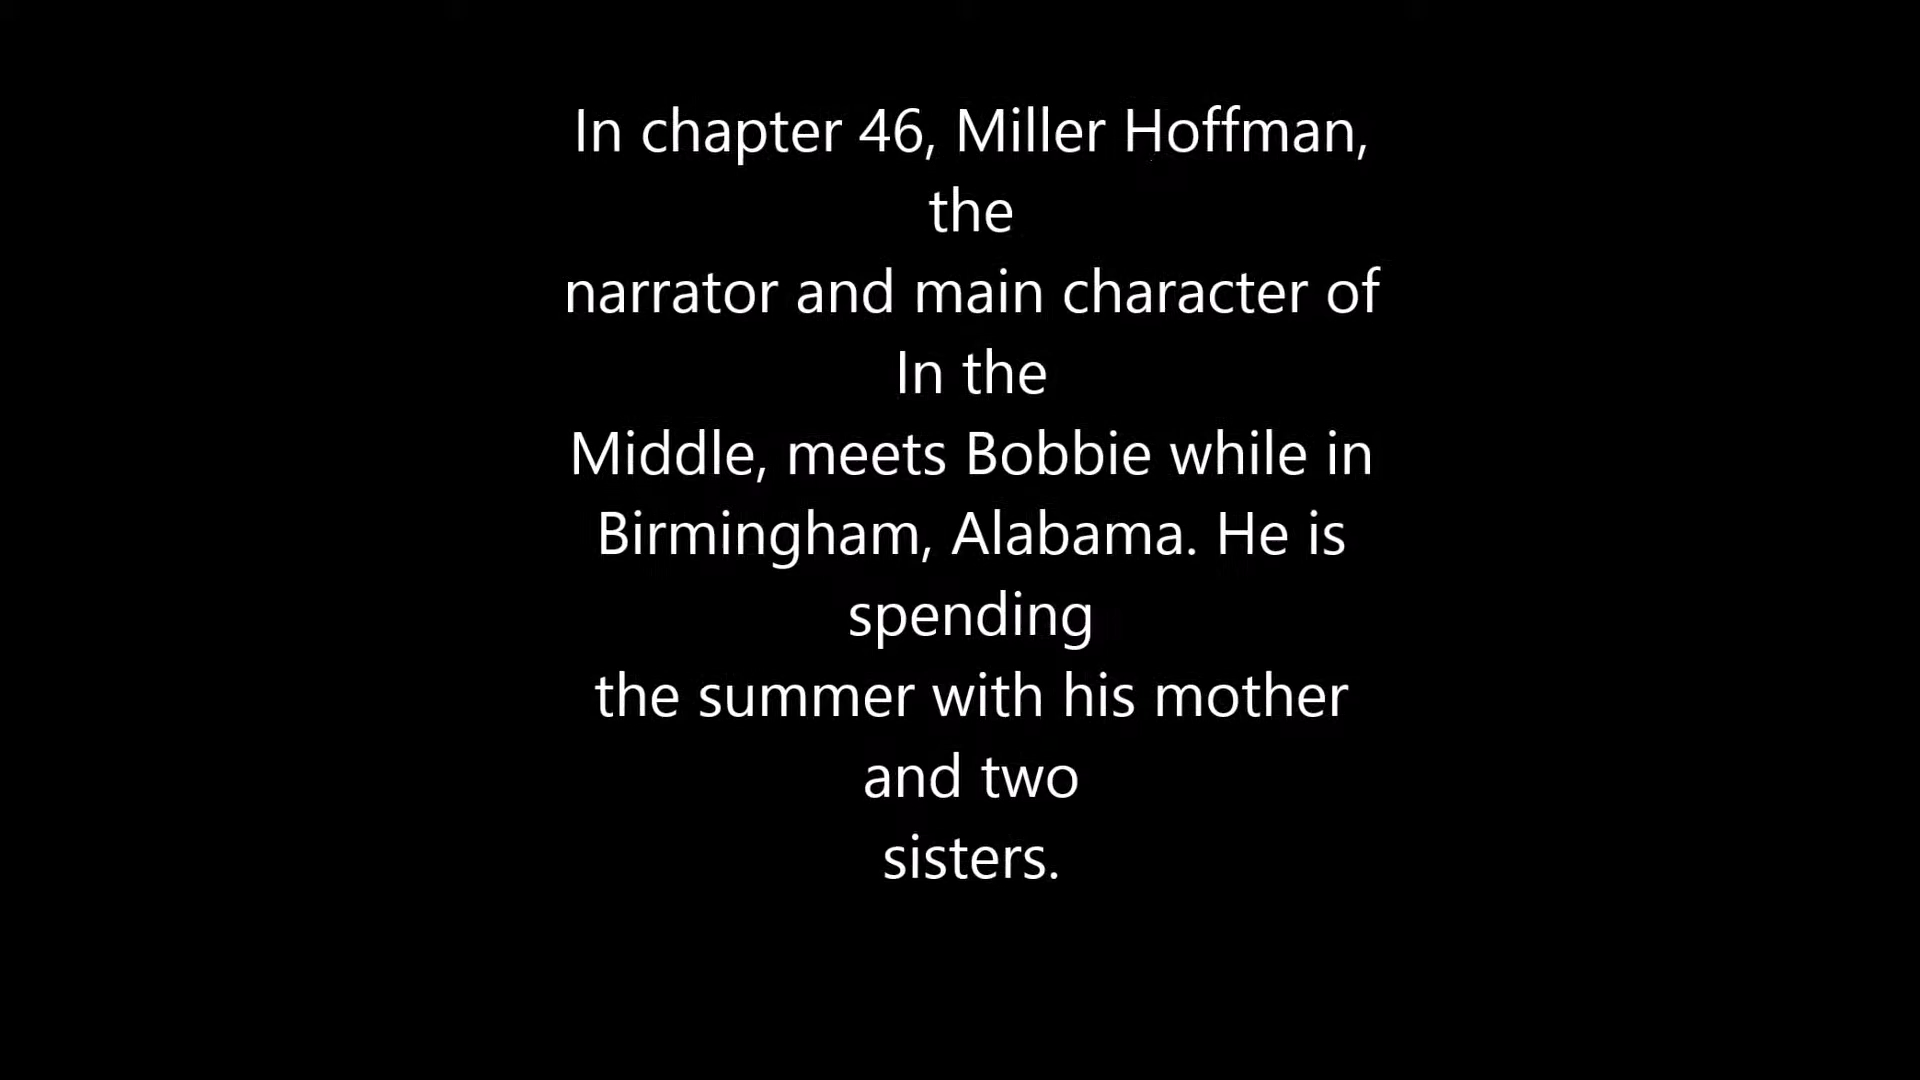 In chapter 46, Miller Hoffman,
the
narrator and main character of
In the
Middle, meets Bobbie while in
Birmingham, Alabama. He is
spending
the summer with his mother
and two
sisters.